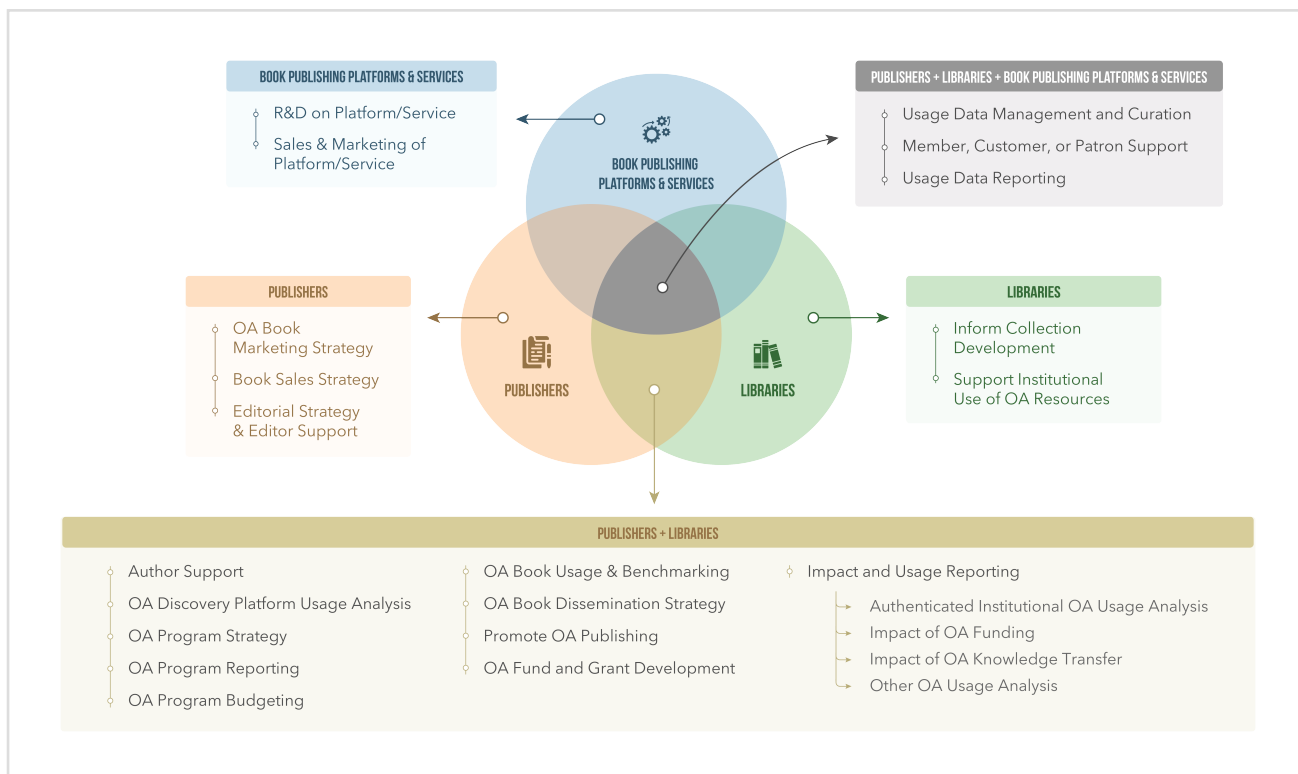 BOOK PUBLISHING PLATFORMS & SERVICES
R&D on Platform/Service
Sales & Marketing of
Platform/Service
PUBLISHERS + LIBRARIES + BOOK PUBLISHING PLATFORMS & SERVICES
Usage Data Management and Curation
Member, Customer, or Patron Support
Usage Data Reporting
BOOK PUBLISHING
PLATFORMS & SERVICES
PUBLISHERS
OA Book
Marketing Strategy
Book Sales Strategy
Editorial Strategy
& Editor Support
PUBLISHERS
LIBRARIES
LIBRARIES
Inform Collection
Development
Support Institutional
Use of OA Resources
PUBLISHERS + LIBRARIES
Author Support
OA Discovery Platform Usage Analysis
OA Program Strategy
OA Program Reporting
OA Program Budgeting
OA Book Usage & Benchmarking
OA Book Dissemination Strategy
Promote OA Publishing
OA Fund and Grant Development
Impact and Usage Reporting
Authenticated Institutional OA Usage Analysis
Impact of OA Funding
Impact of OA Knowledge Transfer
Other OA Usage Analysis